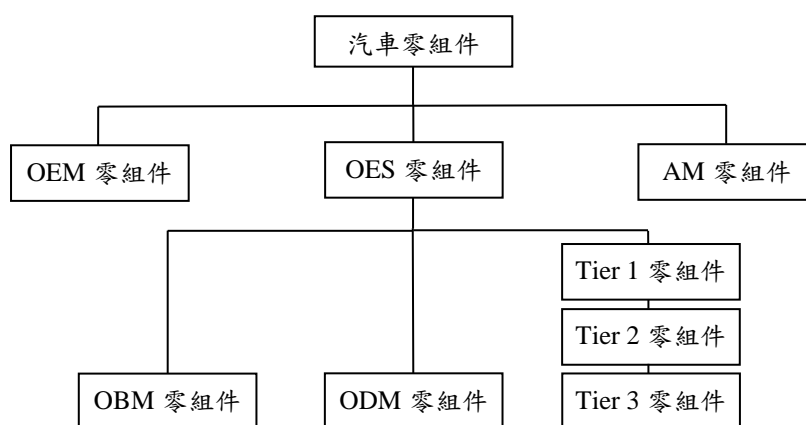 汽車零組件
OEM 零組件
OES 零組件
AM 零組件
Tier 1 零組件
Tier 2 零組件
OBM 零組件
ODM 零組件
Tier 3 零組件